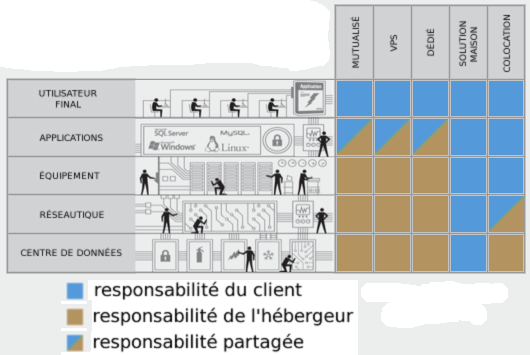 MUTUALISÉ
VPS
DÉDIÉ
SOLUTION
MAISON
COLOCATION
UTILISATEUR
FINAL
Application
APPLICATIONS
SQL Server
MySQL
Windows
Linux
ÉQUIPEMENT
RÉSEAUTIQUE
CENTRE DE DONNÉES
responsabilité du client
responsabilité de l'hébergeur
responsabilité partagée